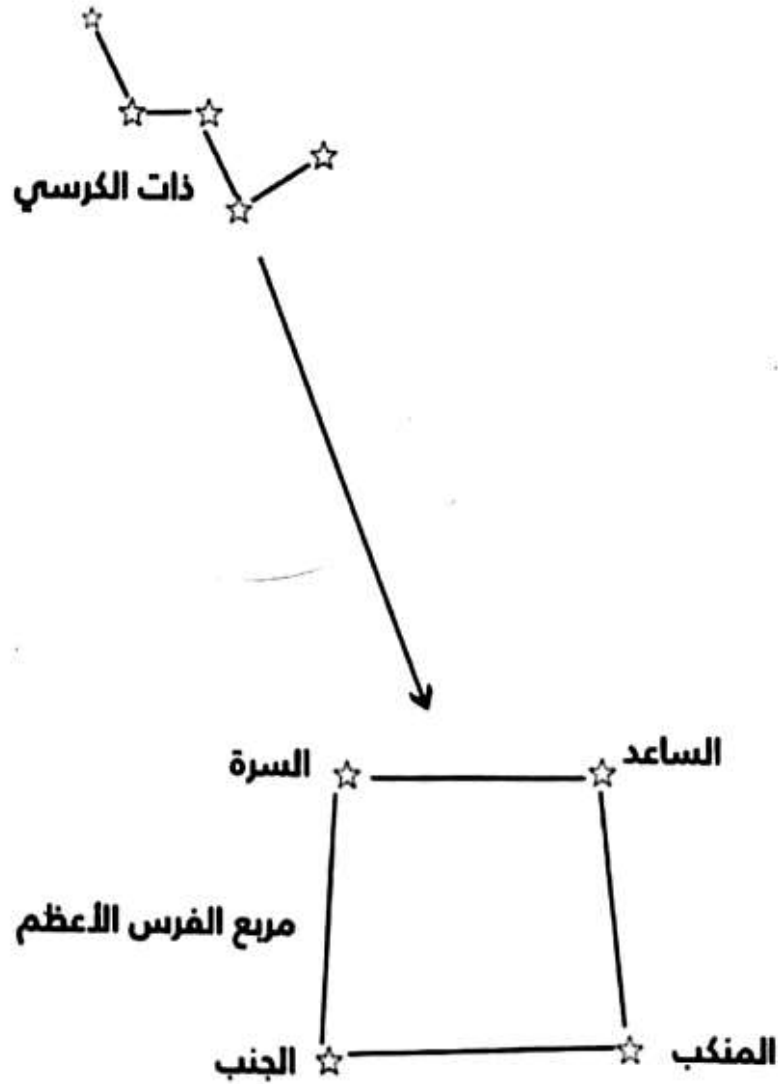 ذات الكرسي
الساعد
السرة
مربع الفرس الأعظم
المنكب
الجنب